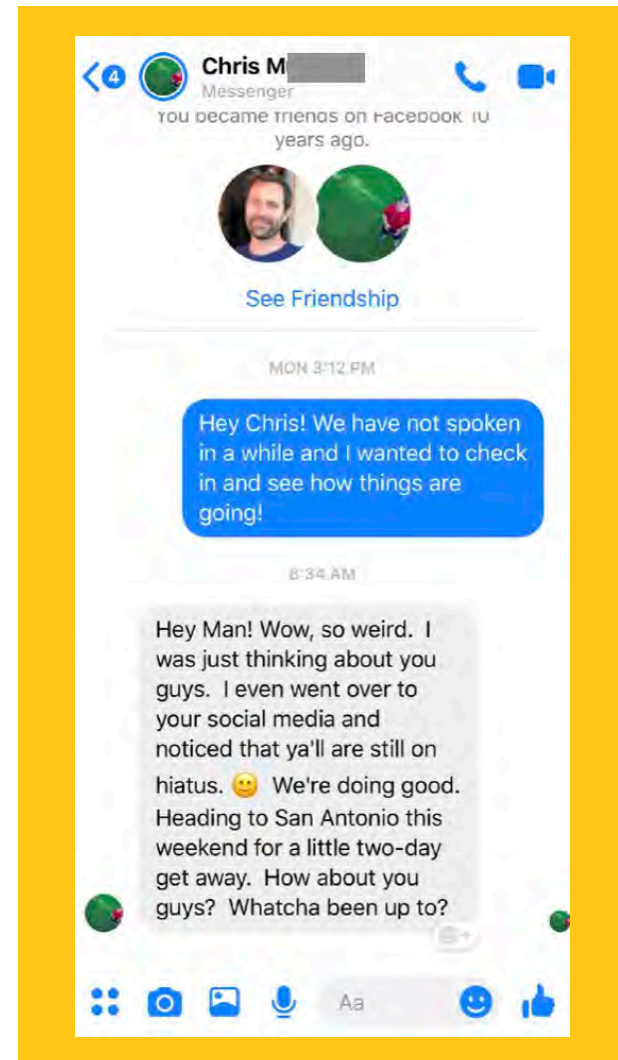 4
Chris M
Messenger
You became friends on Facebook 10
years ago.
See Friendship
MON 3:12 PM
Hey Chris! We have not spoken
in a while and I wanted to check
in and see how things are
going!
8:34 AM
Hey Man! Wow, so weird.  I
was just thinking about you
guys.  I even went over to
your social media and
noticed that ya'll are still on
hiatus. 🙂  We're doing good.
Heading to San Antonio this
weekend for a little two-day
get away.  How about you
guys?  Whatcha been up to?
Aa